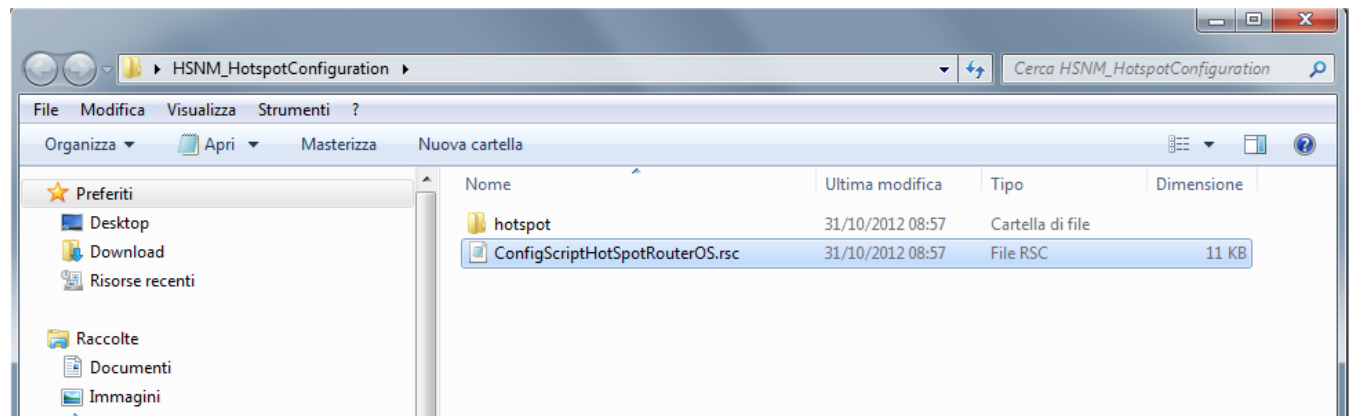 HSNM_HotspotConfiguration
Cerca HSNM_HotspotConfiguration
File Modifica Visualizza Strumenti ?
Organizza Apri Masterizza Nuova cartella
Preferiti
Desktop
Download
Risorse recenti
Raccolte
Documenti
Immagini
Nome Ultima modifica Tipo Dimensione
hotspot 31/10/2012 08:57 Cartella di file
ConfigScriptHotSpotRouterOS.rsc 31/10/2012 08:57 File RSC 11 KB